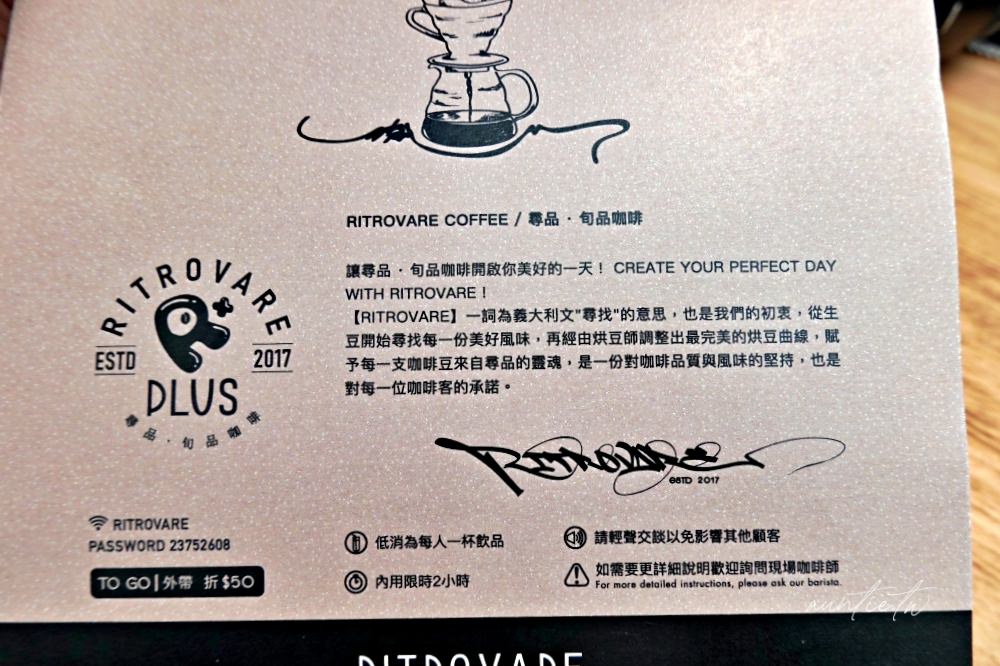 RITROVARE COFFEE / 尋品 · 旬品咖啡
讓尋品 · 旬品咖啡開啟你美好的一天！ CREATE YOUR PERFECT DAY
WITH RITROVARE！
【RITROVARE】一詞為義大利文"尋找"的意思，也是我們的初衷，從生
豆開始尋找每一份美好風味，再經由烘豆師調整出最完美的烘豆曲線，賦
予每一支咖啡豆來自尋品的靈魂，是一份對咖啡品質與風味的堅持，也是
對每一位咖啡客的承諾。
RITROVARE
ESTD 2017
PLUS
尋品 · 旬品咖啡
RITROVARE
ESTD 2017
RITROVARE
PASSWORD 23752608
TO GO | 外帶 折 $50
低消為每人一杯飲品
內用限時2小時
請輕聲交談以免影響其他顧客
如需要更詳細說明歡迎詢問現場咖啡師
For more detailed instructions, please ask our barista.
auntieth
RITROVARE